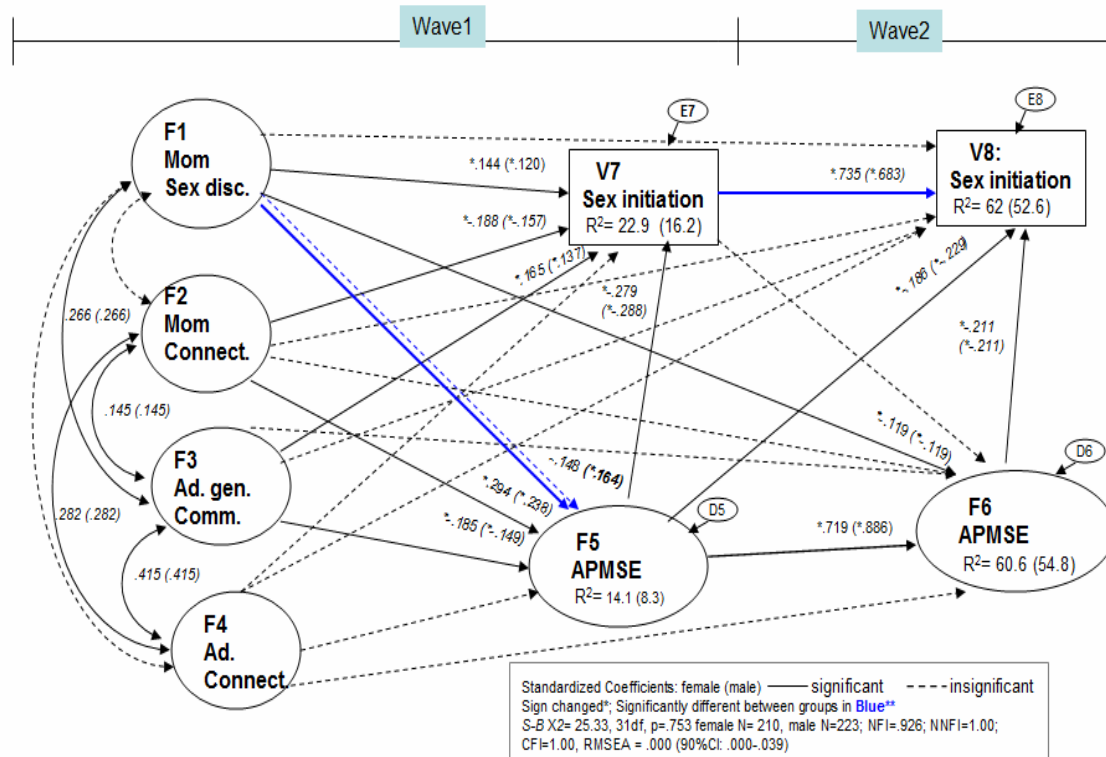 Wave1
Wave2
E7
E8
F1
Mom
Sex disc.
V7
Sex initiation
R2= 22.9 (16.2)
V8:
Sex initiation
R2= 62 (52.6)
*.144 (*.120)
*.735 (*.683)
*-.188 (*-.157)
*.165 (*.137)
*-.279
(*-.288)
*-.186 (*-.229)
*-.211
(*-.211)
F2
Mom
Connect.
.266 (.266)
.145 (.145)
F3
Ad. gen.
Comm.
.282 (.282)
.415 (.415)
F4
Ad.
Connect.
-.148 (*.164)
*.294 (*.238)
*-.185 (*-.149)
*-.119 (*-.119)
D5
D6
F5
APMSE
R2= 14.1 (8.3)
*.719 (*.886)
F6
APMSE
R2= 60.6 (54.8)
Standardized Coefficients: female (male) significant insignificant
Sign changed*; Significantly different between groups in Blue**
S-B X2= 25.33, 31df, p=.753 female N= 210, male N=223; NFI=.926; NNFI=1.00;
CFI=1.00, RMSEA = .000 (90%CI: .000-.039)